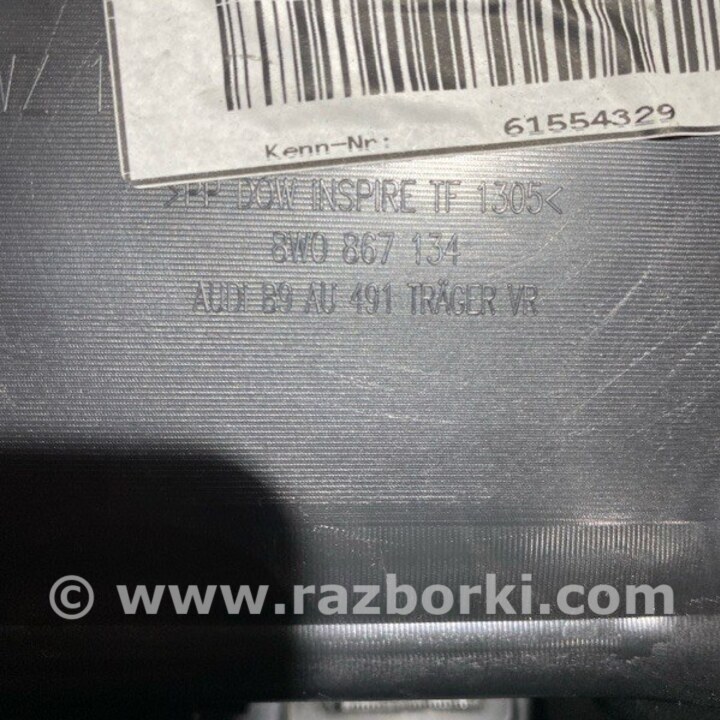 Kenn-Nr: 61554329
>PP DOW INSPIRE TF 1305<
8W0 867 134
AUDI B9 AU 491 TRÄGER VR
© www.razborki.com